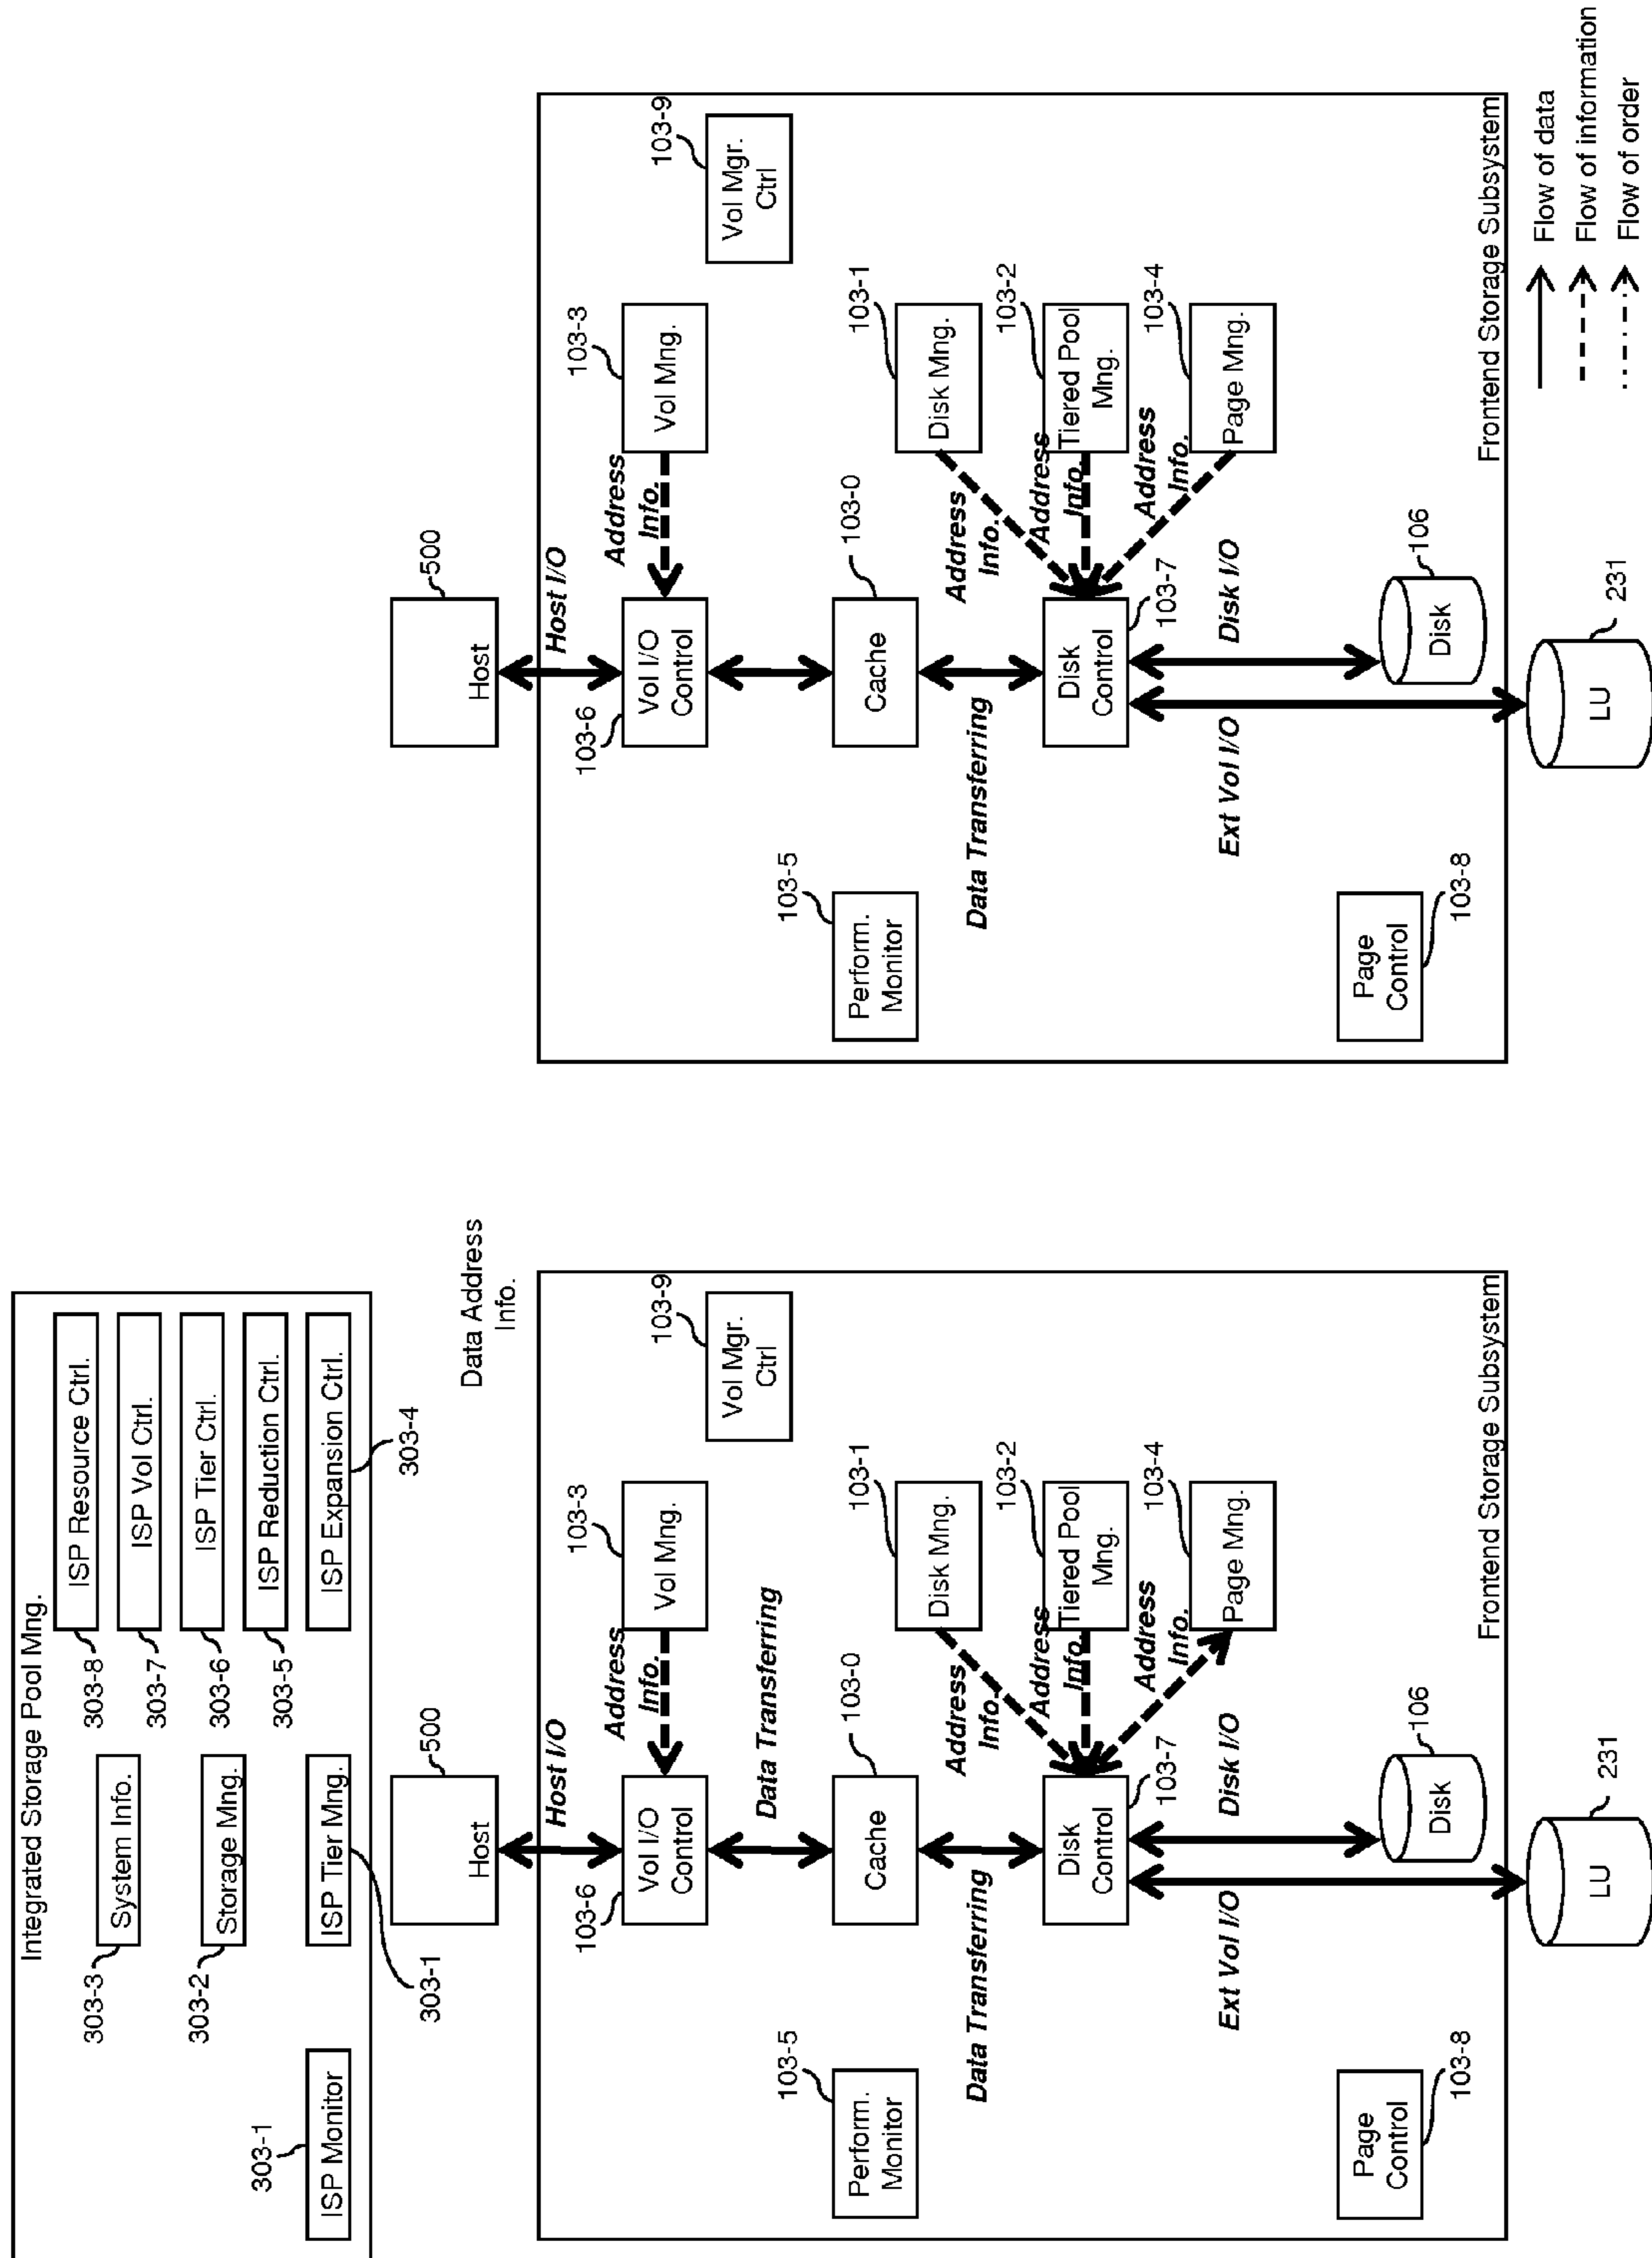 Integrated Storage Pool Mng.
303-1
ISP Monitor
303-3
System Info.
303-2
Storage Mng.
ISP Tier Mng.
303-1
303-8
ISP Resource Ctrl.
303-7
ISP Vol Ctrl.
303-6
ISP Tier Ctrl.
303-5
ISP Reduction Ctrl.
ISP Expansion Ctrl.
303-4
Data Address
Info.
500
Host
Host I/O
103-6
Vol I/O
Control
Address
Info.
103-3
Vol Mng.
103-9
Vol Mgr.
Ctrl
Data Transferring
103-5
Perform.
Monitor
Cache
103-0
Data Transferring
103-1
Disk Mng.
Address
Info.
103-2
Tiered Pool
Mng.
Address
Info.
103-4
Page Mng.
Address
Info.
Disk
Control
103-7
Ext Vol I/O
Disk I/O
Page
Control
103-8
106
Disk
Frontend Storage Subsystem
231
LU
500
Host
Host I/O
103-6
Vol I/O
Control
Address
Info.
103-3
Vol Mng.
103-9
Vol Mgr.
Ctrl
103-5
Perform.
Monitor
Cache
103-0
Data Transferring
103-1
Disk Mng.
Address
Info.
103-2
Tiered Pool
Mng.
Address
Info.
103-4
Page Mng.
Address
Info.
Disk
Control
103-7
Ext Vol I/O
Disk I/O
Page
Control
103-8
106
Disk
Frontend Storage Subsystem
231
LU
Flow of data
Flow of information
Flow of order